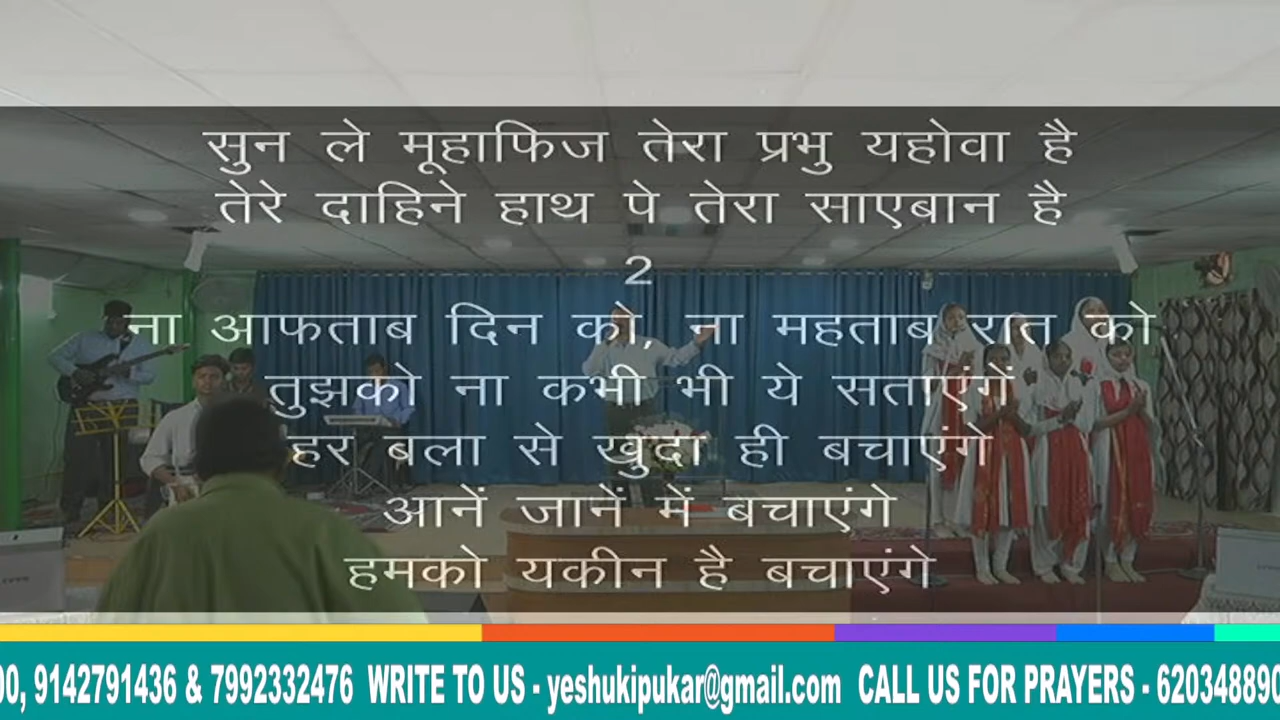 सुन ले मूहाफिज तेरा प्रभु यहोवा है
तेरे दाहिने हाथ पे तेरा साएबान है
2
ना आफताब दिन को, ना महताब रात को
तुझको ना कभी भी ये सताएंगें
हर बला से खुदा ही बचाएंगे
आनें जानें में बचाएंगे
हमको यकीन है बचाएंगे
00, 9142791436 & 7992332476 WRITE TO US - yeshukipukar@gmail.com CALL US FOR PRAYERS - 620348890